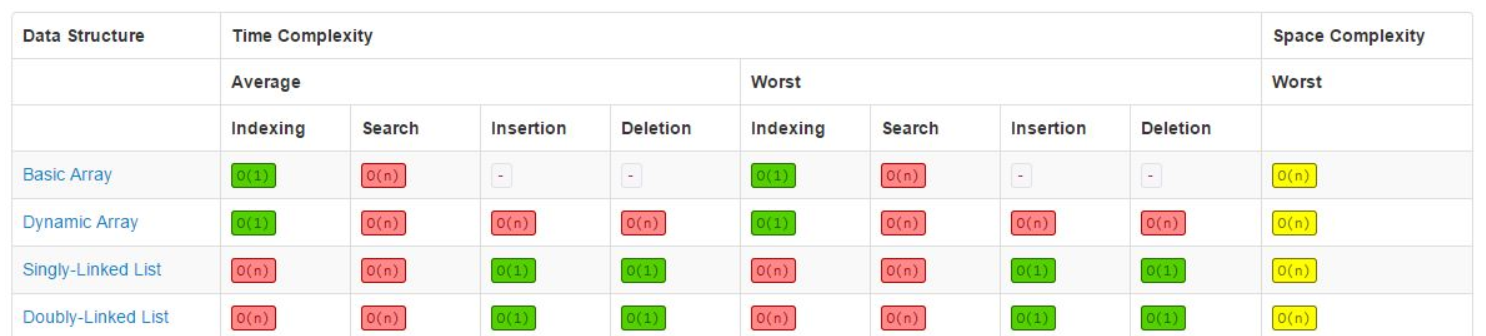 Data Structure Time Complexity Space Complexity
Average Worst Worst
Indexing Search Insertion Deletion Indexing Search Insertion Deletion
Basic Array O(1) O(n) - - O(1) O(n) - - O(n)
Dynamic Array O(1) O(n) O(n) O(n) O(1) O(n) O(n) O(n) O(n)
Singly-Linked List O(n) O(n) O(1) O(1) O(n) O(n) O(1) O(1) O(n)
Doubly-Linked List O(n) O(n) O(1) O(1) O(n) O(n) O(1) O(1) O(n)